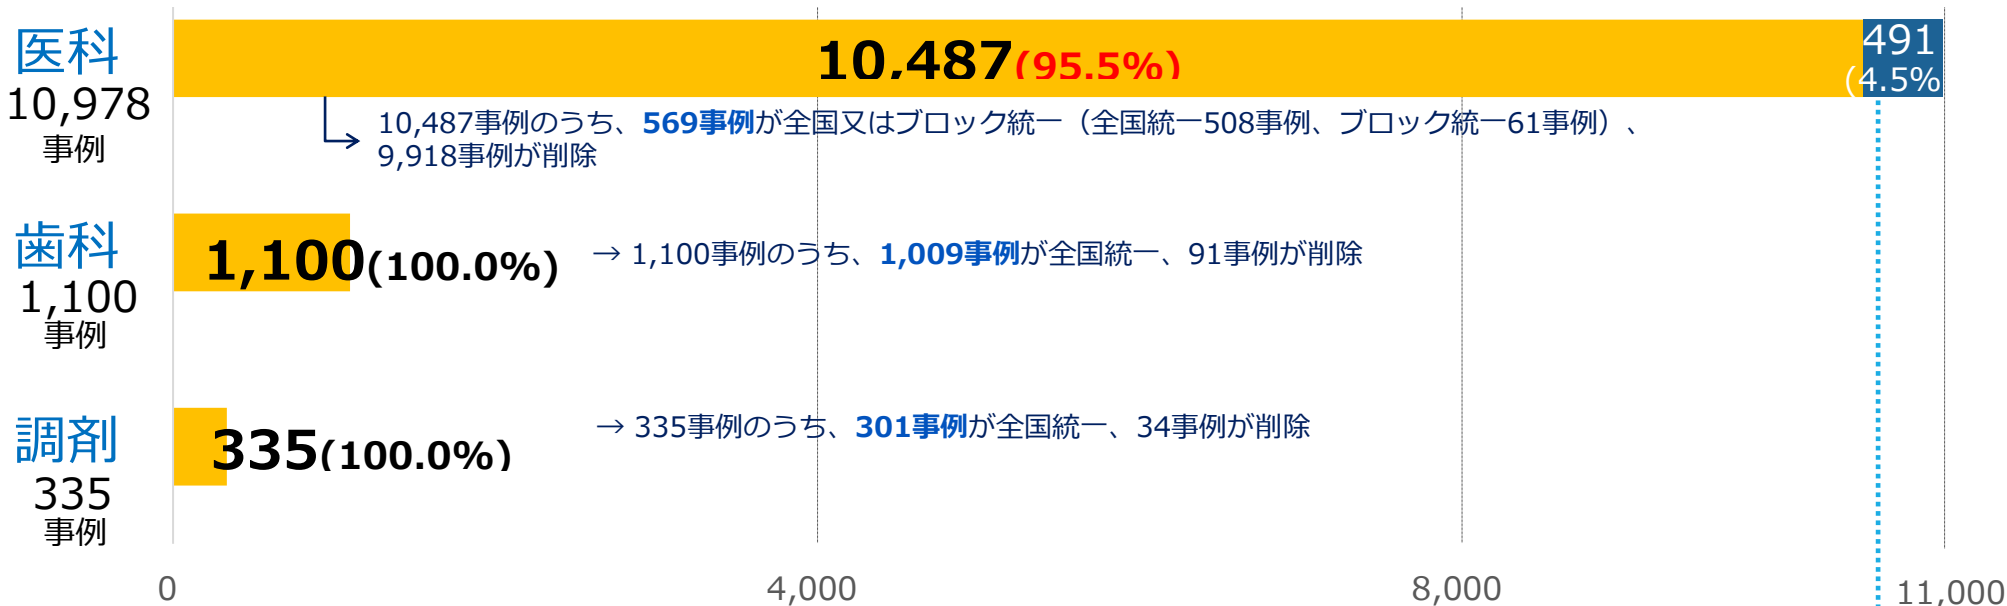 医科
10,978
事例
10,487(95.5%)
491
(4.5%
10,487事例のうち、569事例が全国又はブロック統一（全国統一508事例、ブロック統一61事例）、
9,918事例が削除
歯科
1,100
事例
1,100(100.0%)
→ 1,100事例のうち、1,009事例が全国統一、91事例が削除
調剤
335
事例
335(100.0%)
→ 335事例のうち、301事例が全国統一、34事例が削除
0
4,000
8,000
11,000